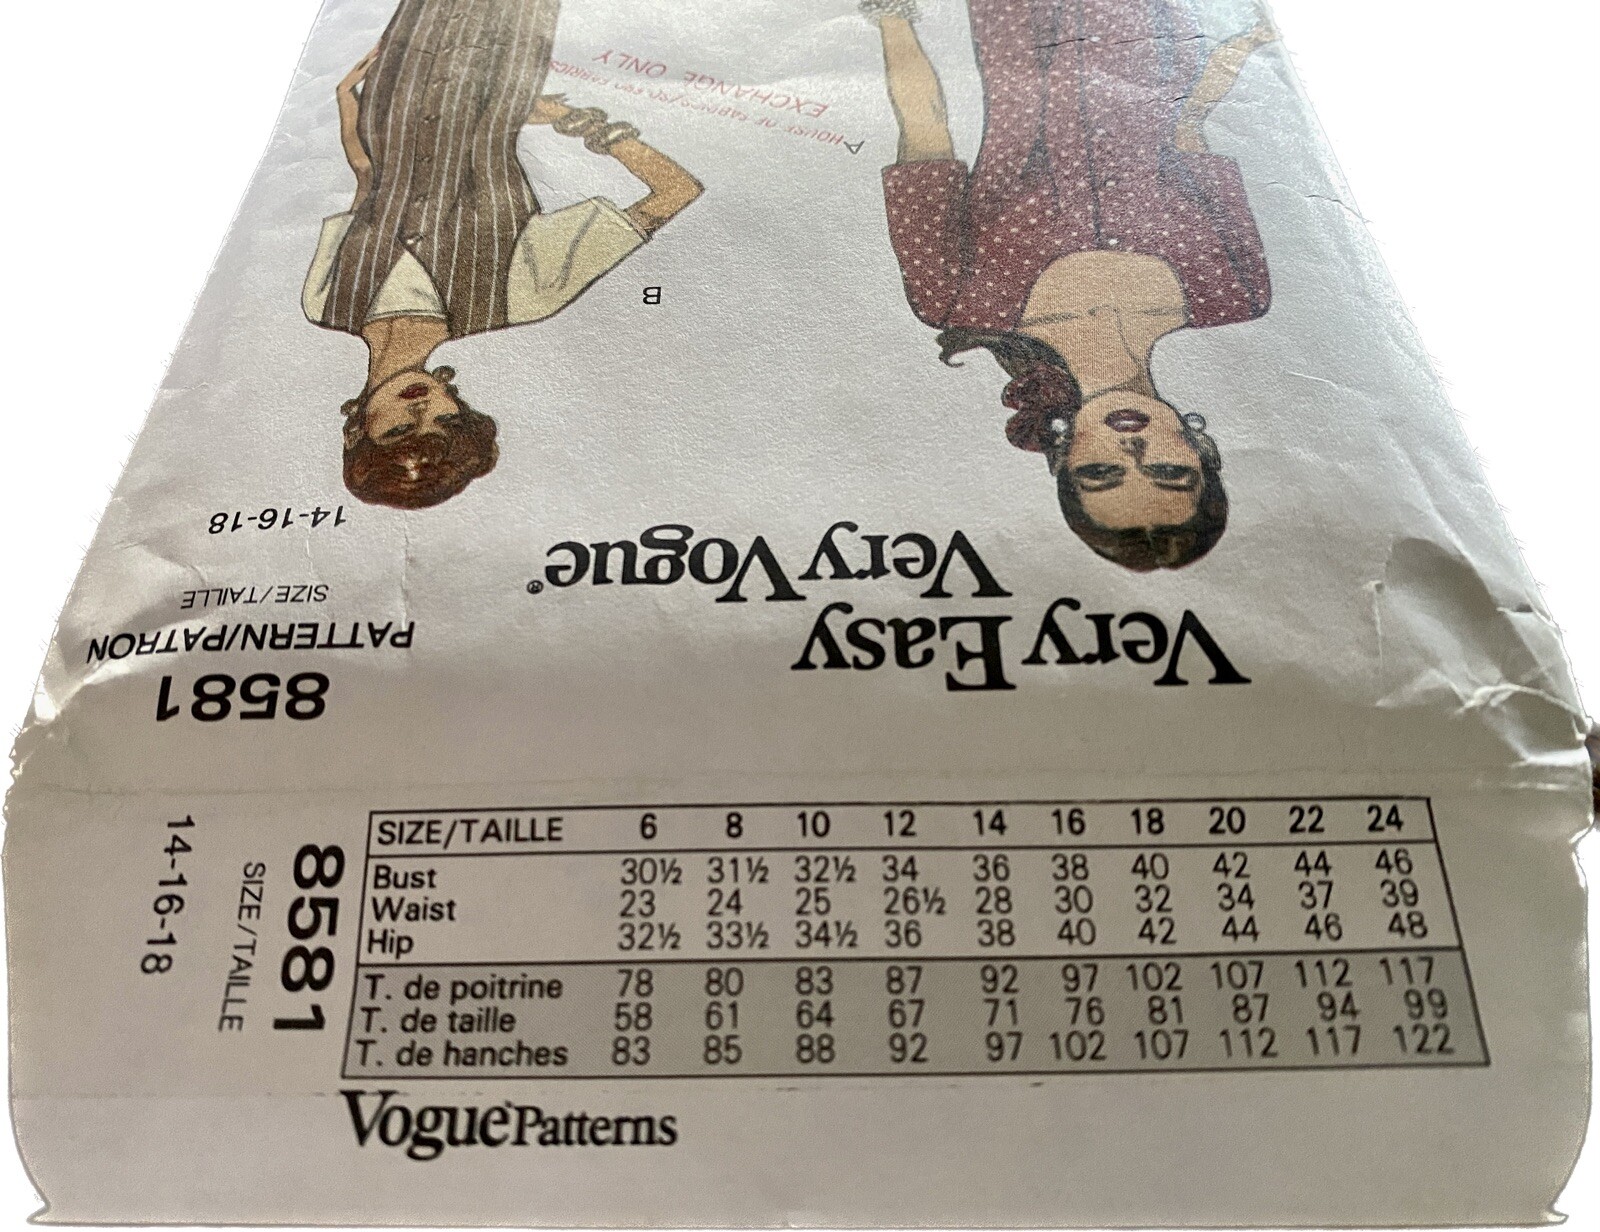 SIZE/TAILLE 6 8 10 12 14 16 18 20 22 24
Bust 30½ 31½ 32½ 34 36 38 40 42 44 46
Waist 23 24 25 26½ 28 30 32 34 37 39
Hip 32½ 33½ 34½ 36 38 40 42 44 46 48
T. de poitrine 78 80 83 87 92 97 102 107 112 117
T. de taille 58 61 64 67 71 76 81 87 94 99
T. de hanches 83 85 88 92 97 102 107 112 117 122
Vogue Patterns
8581
SIZE/TAILLE
14-16-18
8581
PATTERN/PATRON
SIZE/TAILLE
14-16-18
Very Easy
Very Vogue®
B
HOUSE OF FABRICS/SO-FRO FABRICS
EXCHANGE ONLY